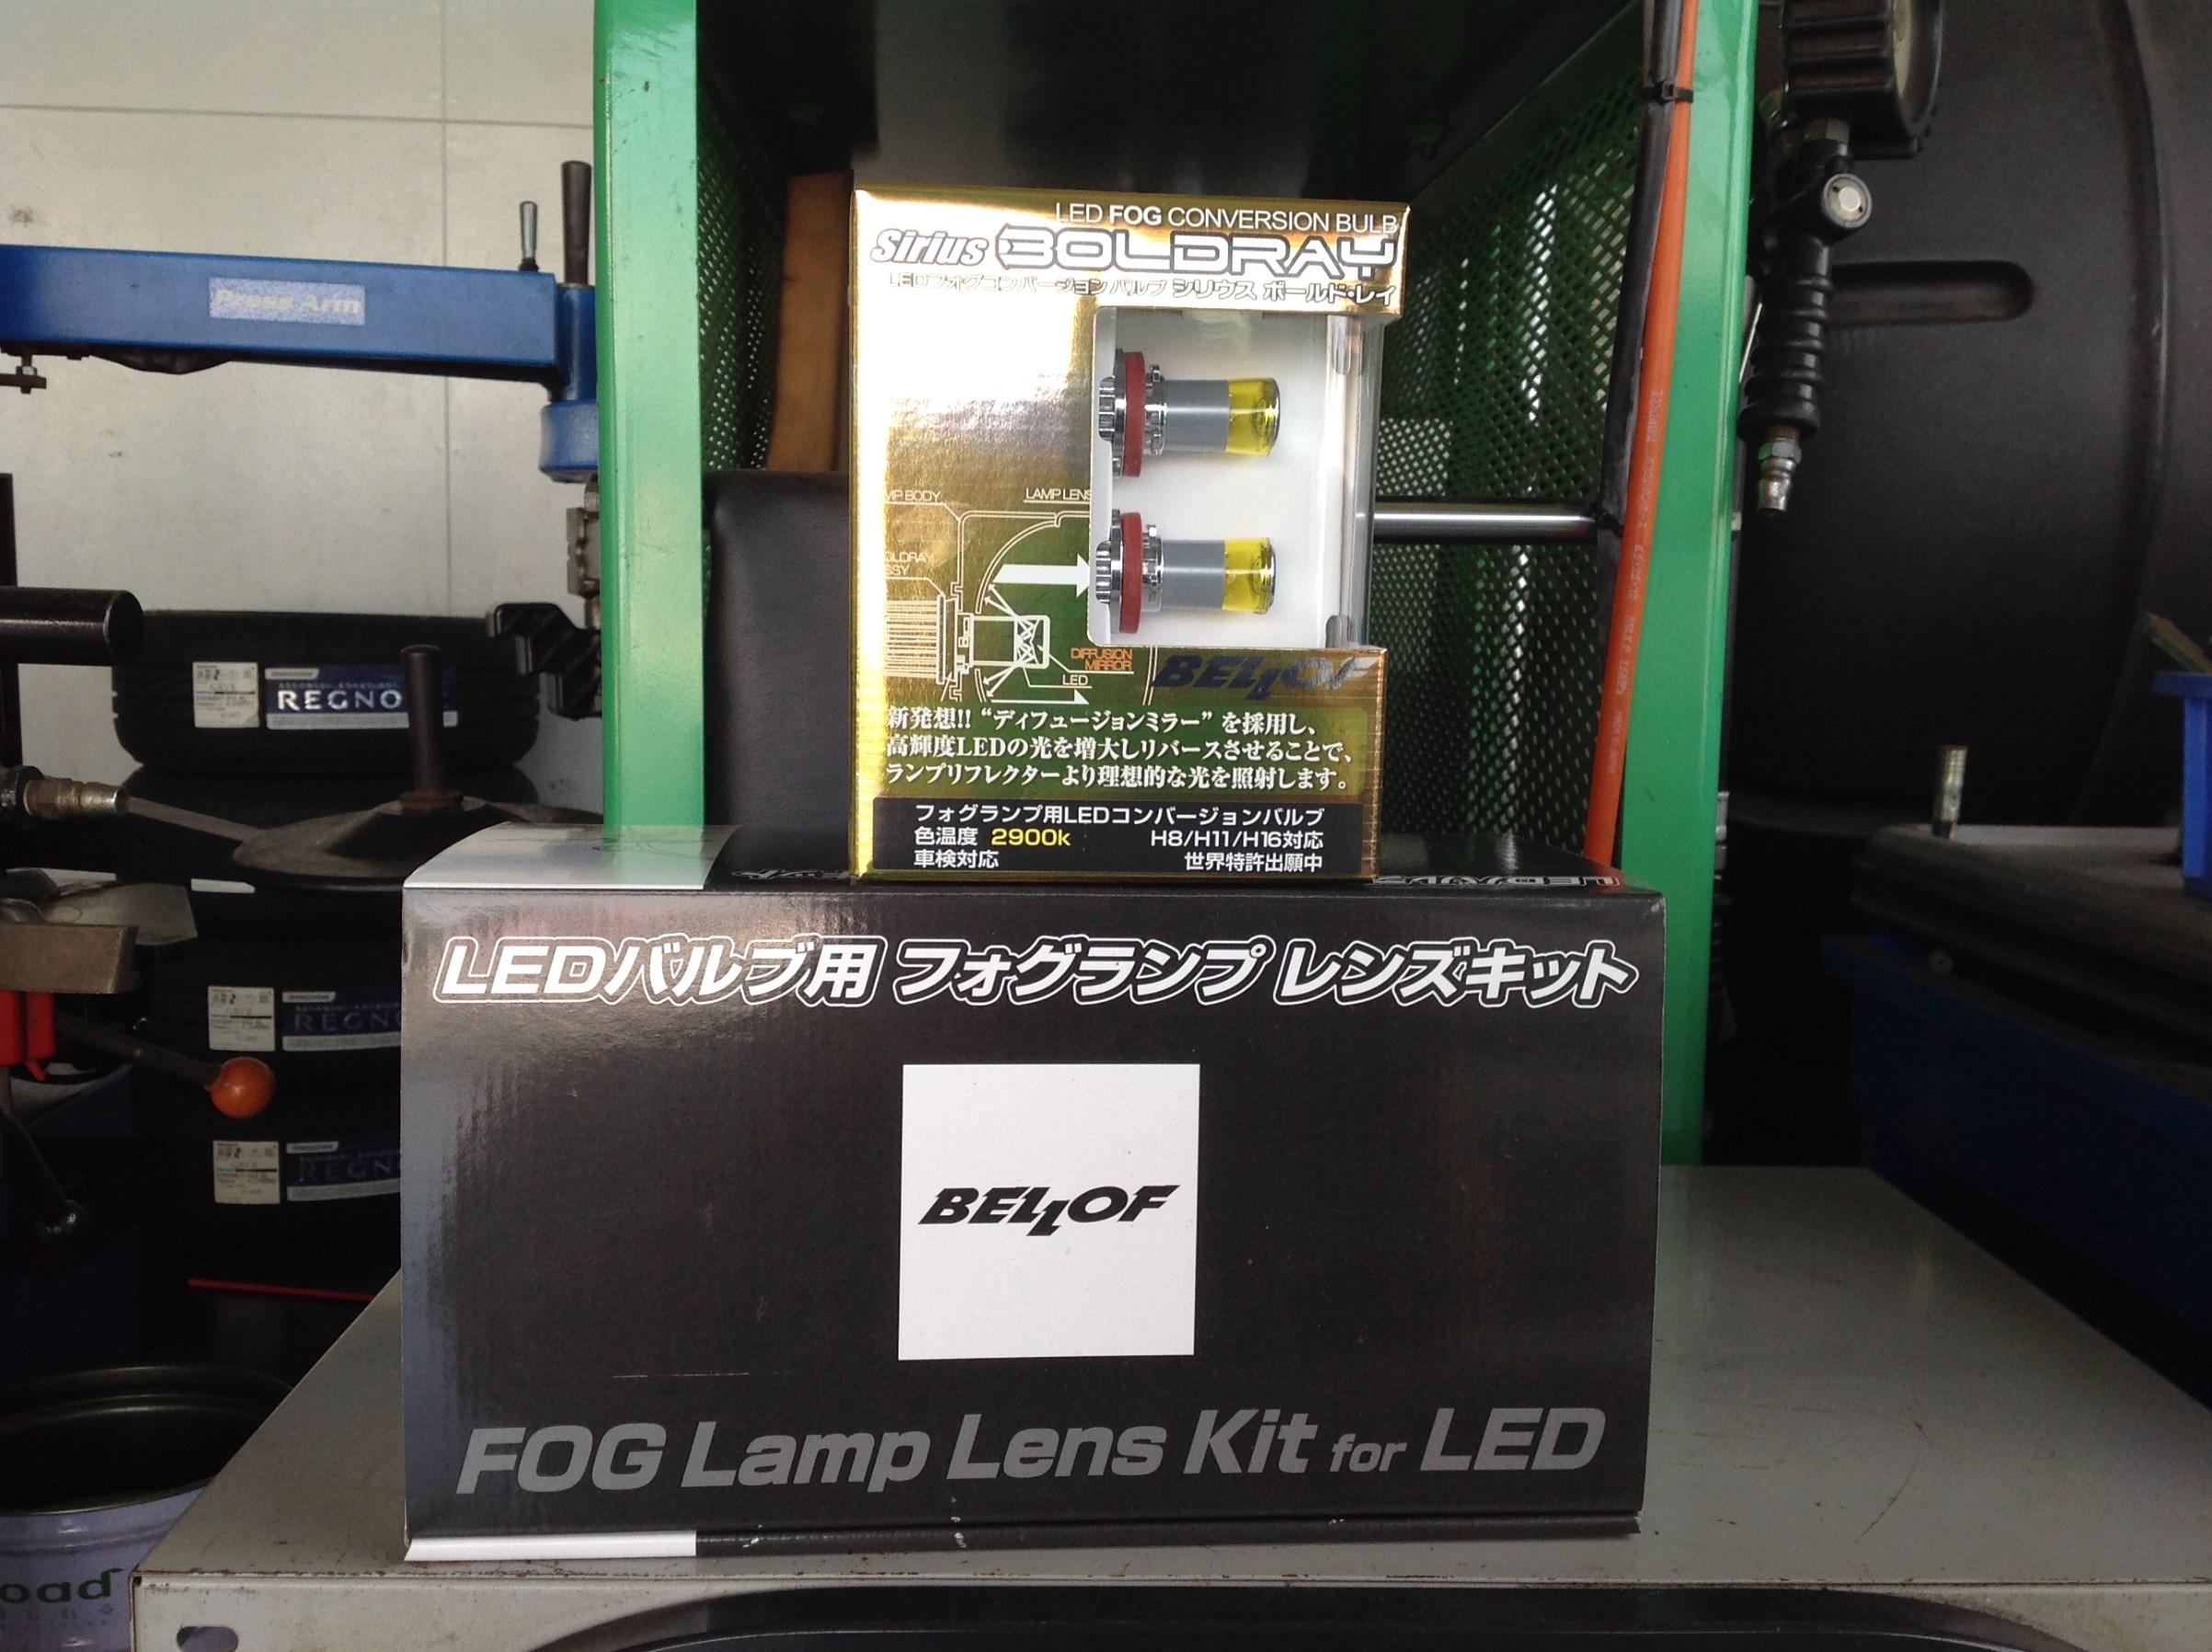 LED FOG CONVERSION BULB
Sirius BOLDRAY
LEDフォグコンバージョン バルブ シリウス ボールド・レイ
LAMP LENS
DIFFUSION
MIRROR
LED
BELLOF
新発想!! “ディフュージョンミラー” を採用し、
高輝度LEDの光を増大しリバースさせることで、
ランプリフレクターより理想的な光を照射します。
フォグランプ用LEDコンバージョンバルブ
色温度 2900k H8/H11/H16対応
車検対応 世界特許出願中
LEDバルブ用 フォグランプ レンズキット
BELLOF
FOG Lamp Lens Kit for LED
Press Arm
REGNO
REGNO
REGNO